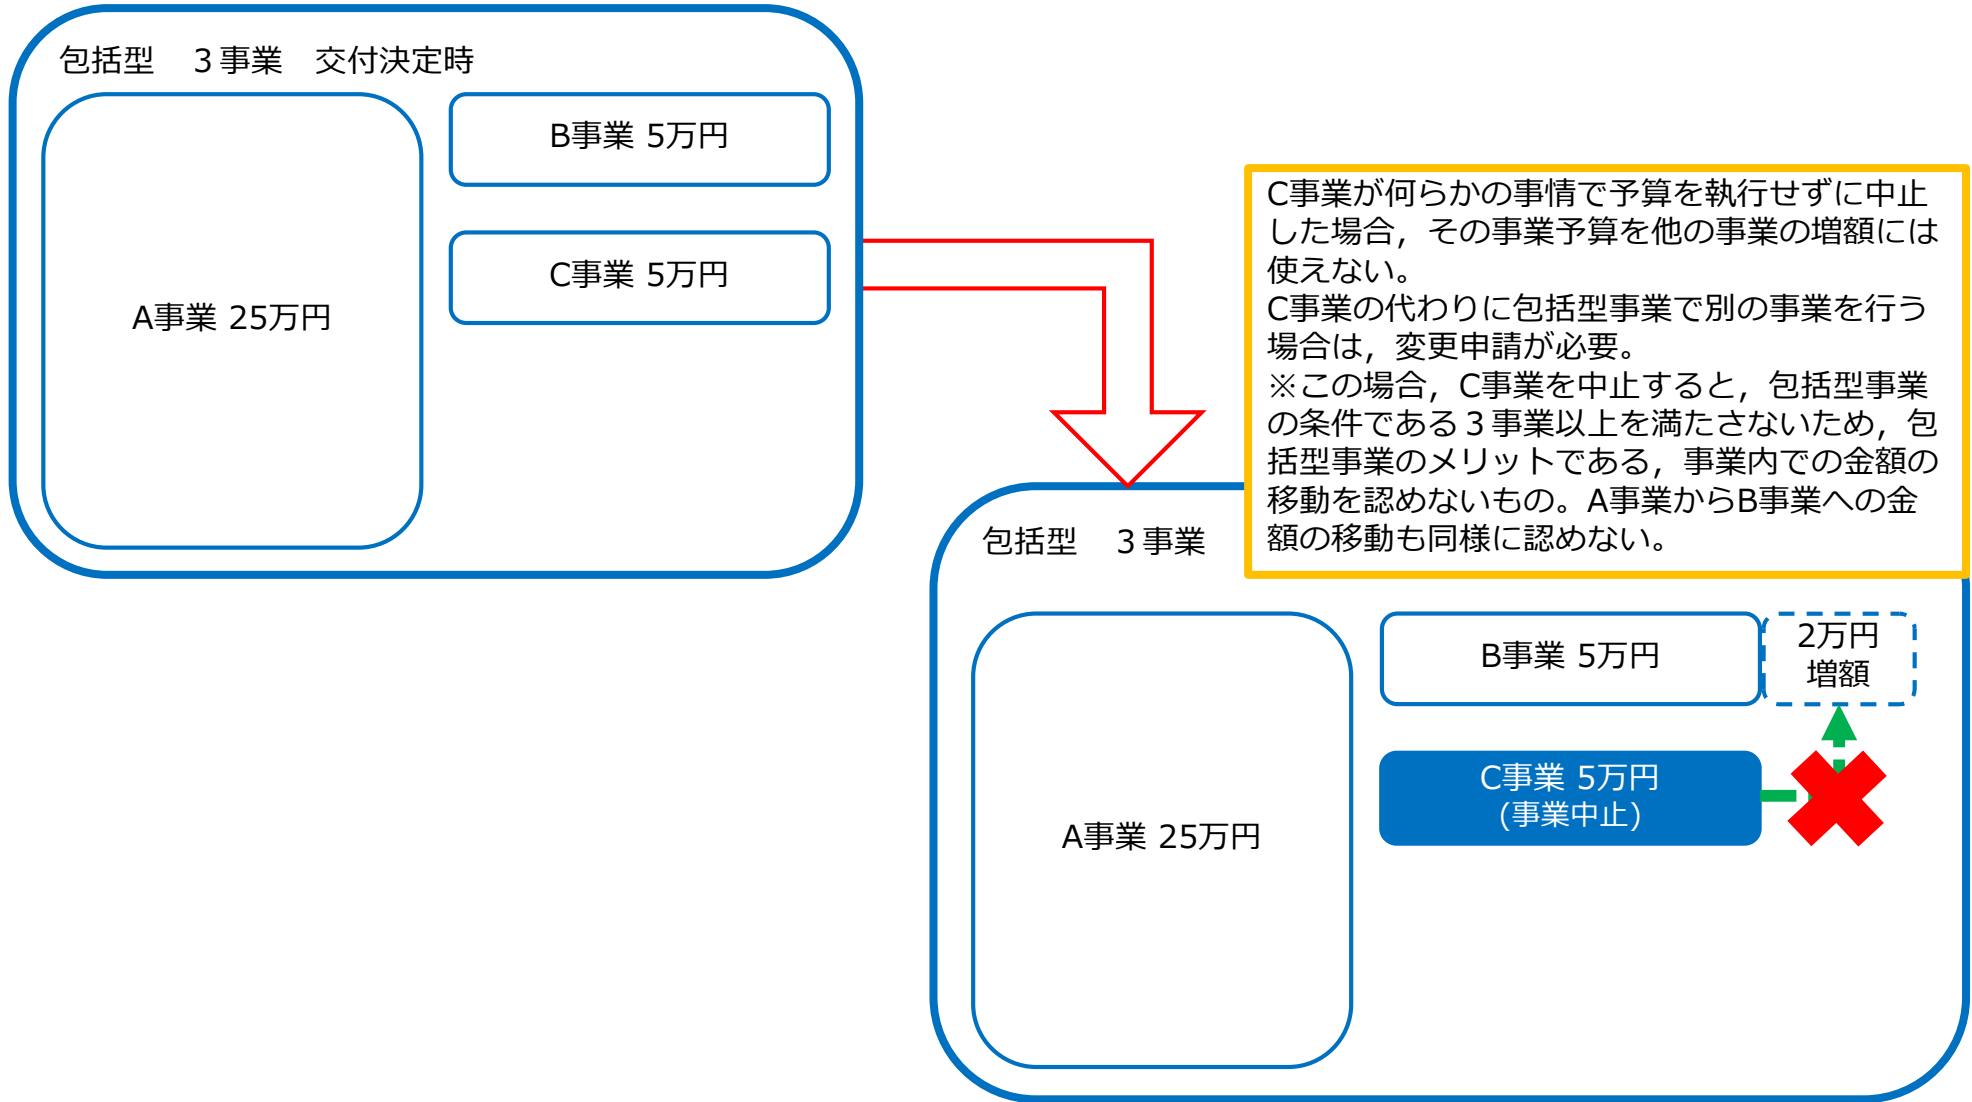 包括型　３事業　交付決定時
A事業 25万円
B事業 5万円
C事業 5万円
C事業が何らかの事情で予算を執行せずに中止
した場合，その事業予算を他の事業の増額には
使えない。
C事業の代わりに包括型事業で別の事業を行う
場合は，変更申請が必要。
※この場合，C事業を中止すると，包括型事業
の条件である３事業以上を満たさないため，包
括型事業のメリットである，事業内での金額の
移動を認めないもの。A事業からB事業への金
額の移動も同様に認めない。
包括型　３事業
A事業 25万円
B事業 5万円
2万円
増額
C事業 5万円
(事業中止)